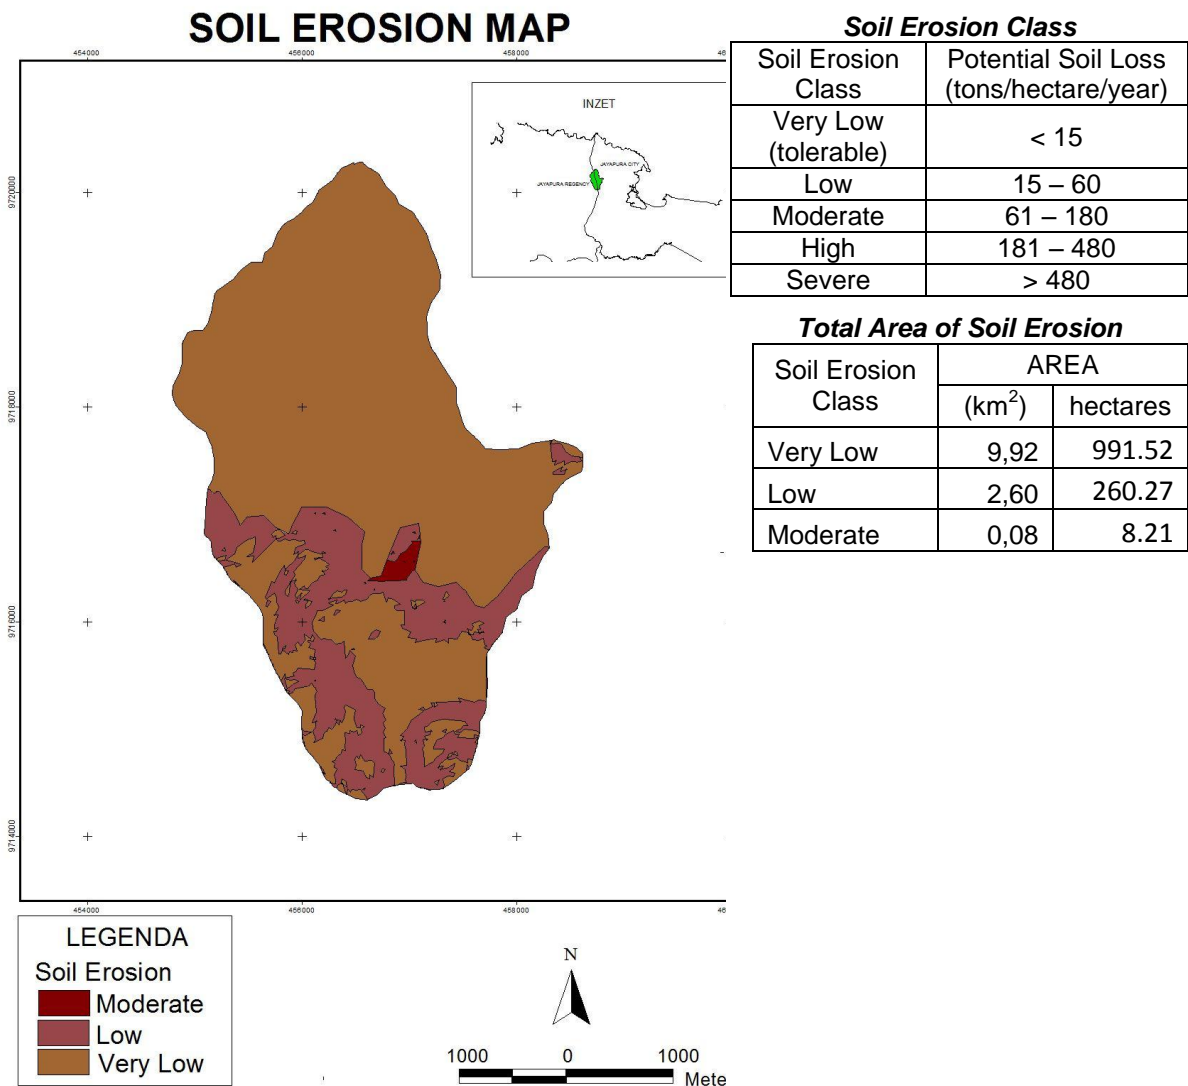 SOIL EROSION MAP
454000
456000
458000
46
INZET
JAYAPURA CITY
JAYAPURA REGENCY
9720000
9718000
9716000
9714000
454000
456000
458000
46
LEGENDA
Soil Erosion
Moderate
Low
Very Low
N
1000 0 1000
Mete
Soil Erosion Class
Soil Erosion Class
Potential Soil Loss (tons/hectare/year)
Very Low (tolerable) < 15
Low 15 – 60
Moderate 61 – 180
High 181 – 480
Severe > 480
Total Area of Soil Erosion
Soil Erosion Class
AREA
(km²) hectares
Very Low 9,92 991.52
Low 2,60 260.27
Moderate 0,08 8.21